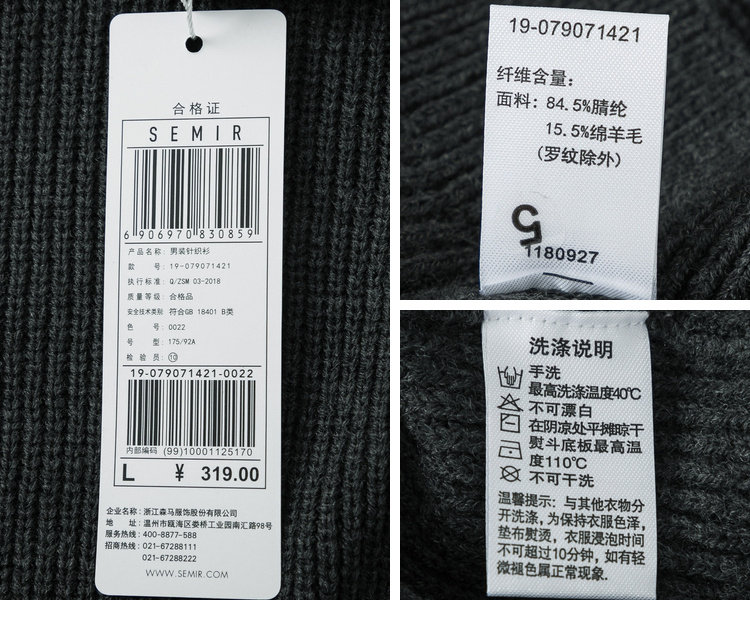 合格证
SEMIR
6 906970 830859
产品名称: 男装针织衫
款 号: 19-079071421
执行标准: Q/ZSM 03-2018
质量等级: 合格品
安全技术类别: 符合GB 18401 B类
色 号: 0022
号 型: 175/92A
检 验 员: ⑩
19-079071421-0022
内部编码 (99)10001125170
L ¥ 319.00
企业名称: 浙江森马服饰股份有限公司
地 址: 温州市瓯海区娄桥工业园南汇路98号
服务热线: 400-8877-588
招商热线: 021-67288111
021-67288222
WWW.SEMIR.COM
19-079071421
纤维含量:
面料: 84.5%腈纶
15.5%绵羊毛
(罗纹除外)
5
1180927
洗涤说明
手洗
最高洗涤温度40℃
不可漂白
在阴凉处平摊晾干
熨斗底板最高温
度110℃
不可干洗
温馨提示: 与其他衣物分
开洗涤, 为保持衣服色泽,
垫布熨烫, 衣服浸泡时间
不可超过10分钟, 如有轻
微褪色属正常现象.